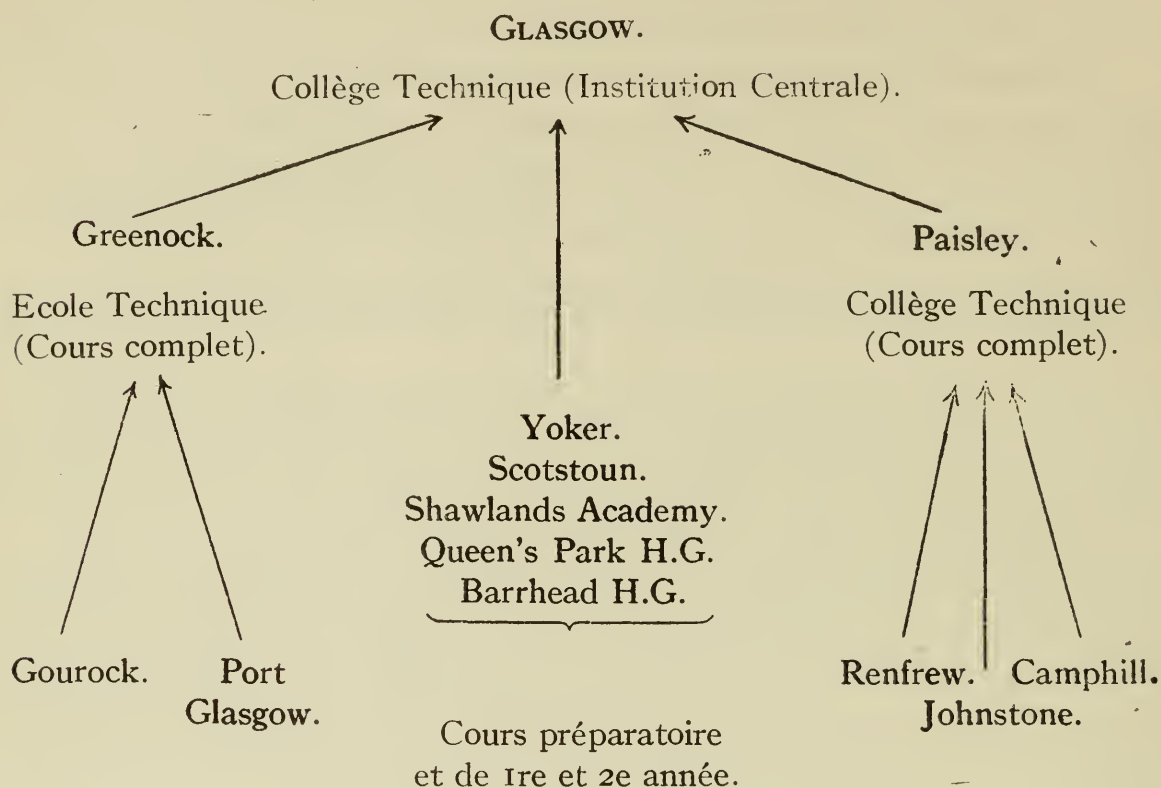 GLASGOW.
Collège Technique (Institution Centrale).
Greenock.
Ecole Technique
(Cours complet).
Paisley.
Collège Technique
(Cours complet).
Yoker.
Scotstoun.
Shawlands Academy.
Queen's Park H.G.
Barrhead H.G.
Gourock.
Port
Glasgow.
Renfrew. Camphill.
Johnstone.
Cours préparatoire
et de 1re et 2e année.